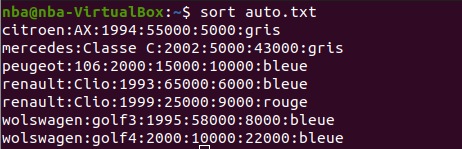 nba@nba-VirtualBox:~$ sort auto.txt
citroen:AX:1994:55000:5000:gris
mercedes:Classe C:2002:5000:43000:gris
peugeot:106:2000:15000:10000:bleue
renault:Clio:1993:65000:6000:bleue
renault:Clio:1999:25000:9000:rouge
wolswagen:golf3:1995:58000:8000:bleue
wolswagen:golf4:2000:10000:22000:bleue